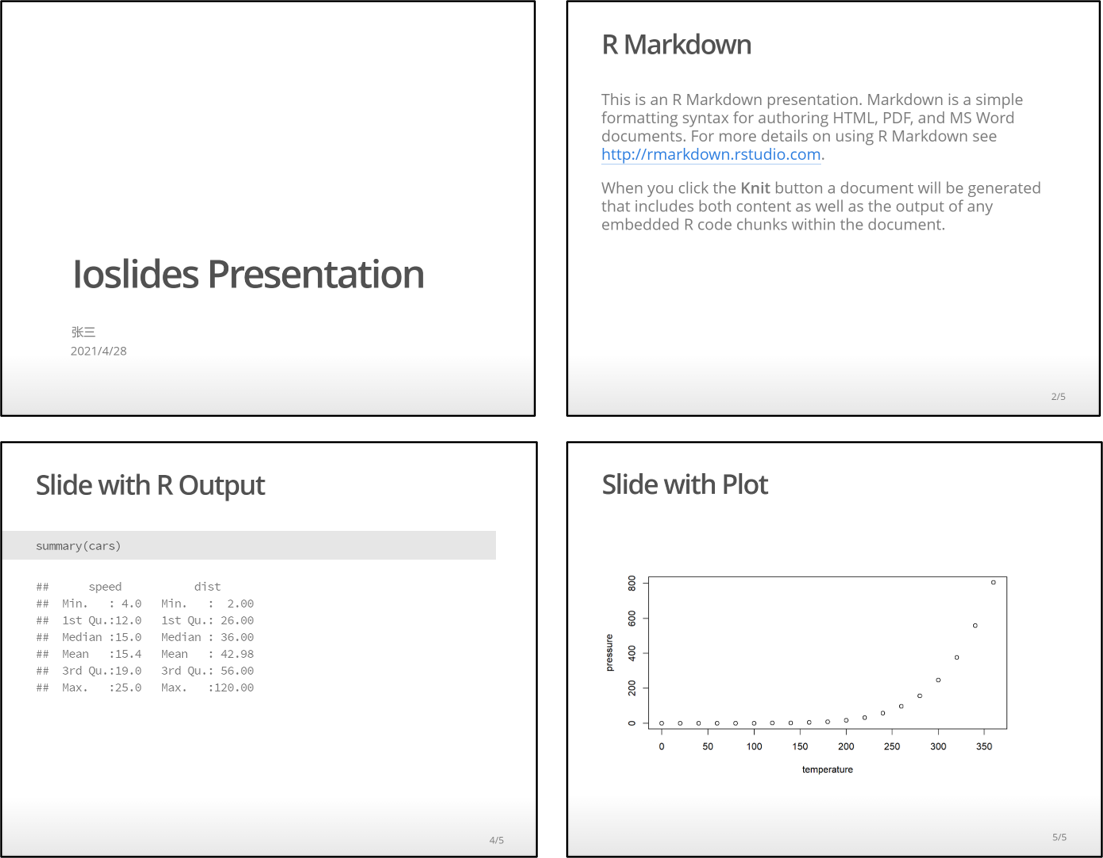 Ioslides Presentation
张三
2021/4/28
R Markdown
This is an R Markdown presentation. Markdown is a simple
formatting syntax for authoring HTML, PDF, and MS Word
documents. For more details on using R Markdown see
http://rmarkdown.rstudio.com.
When you click the Knit button a document will be generated
that includes both content as well as the output of any
embedded R code chunks within the document.
2/5
Slide with R Output
summary(cars)
##      speed           dist
##  Min.   : 4.0   Min.   :  2.00
##  1st Qu.:12.0   1st Qu.: 26.00
##  Median :15.0   Median : 36.00
##  Mean   :15.4   Mean   : 42.98
##  3rd Qu.:19.0   3rd Qu.: 56.00
##  Max.   :25.0   Max.   :120.00
4/5
Slide with Plot
800
600
400
200
0
pressure
0 50 100 150 200 250 300 350
temperature
5/5